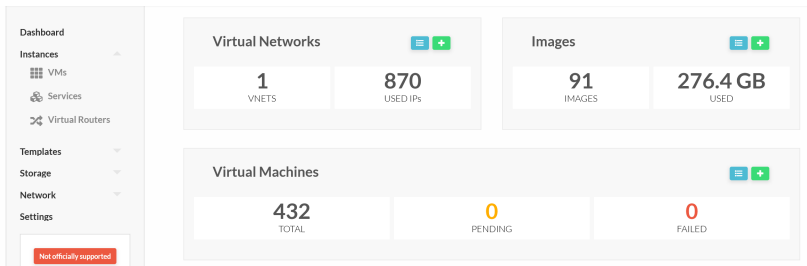 Dashboard
Instances
VMs
Services
Virtual Routers
Templates
Storage
Network
Settings
Not officially supported
Virtual Networks
1
VNETS
870
USED IPs
Images
91
IMAGES
276.4 GB
USED
Virtual Machines
432
TOTAL
0
PENDING
0
FAILED